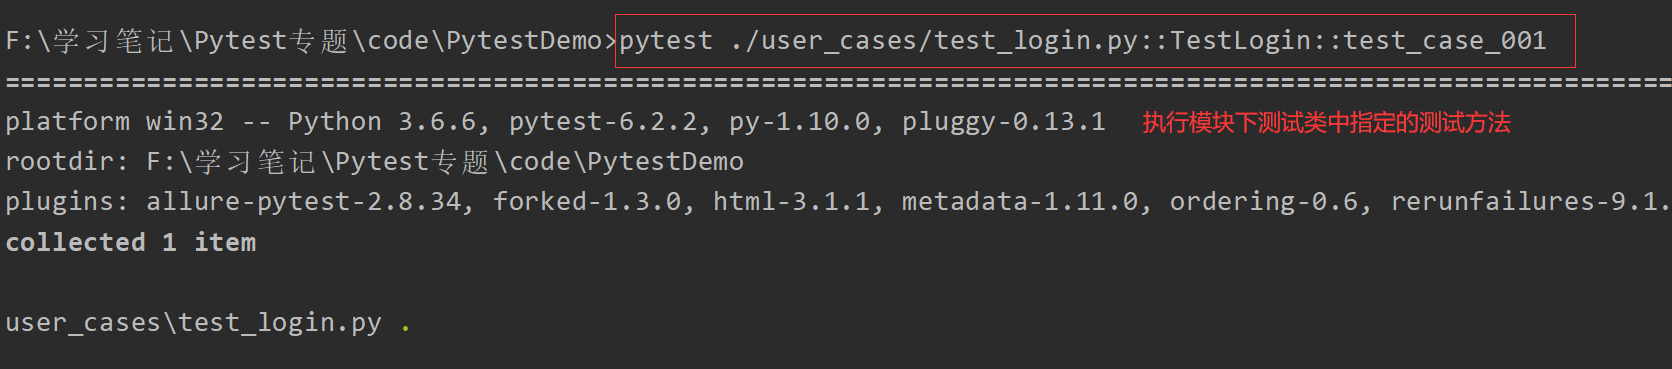 F:\学习笔记\Pytest专题\code\PytestDemo>pytest ./user_cases/test_login.py::TestLogin::test_case_001
=========================================================================================================
platform win32 -- Python 3.6.6, pytest-6.2.2, py-1.10.0, pluggy-0.13.1 执行模块下测试类中指定的测试方法
rootdir: F:\学习笔记\Pytest专题\code\PytestDemo
plugins: allure-pytest-2.8.34, forked-1.3.0, html-3.1.1, metadata-1.11.0, ordering-0.6, rerunfailures-9.1.
collected 1 item
user_cases\test_login.py .